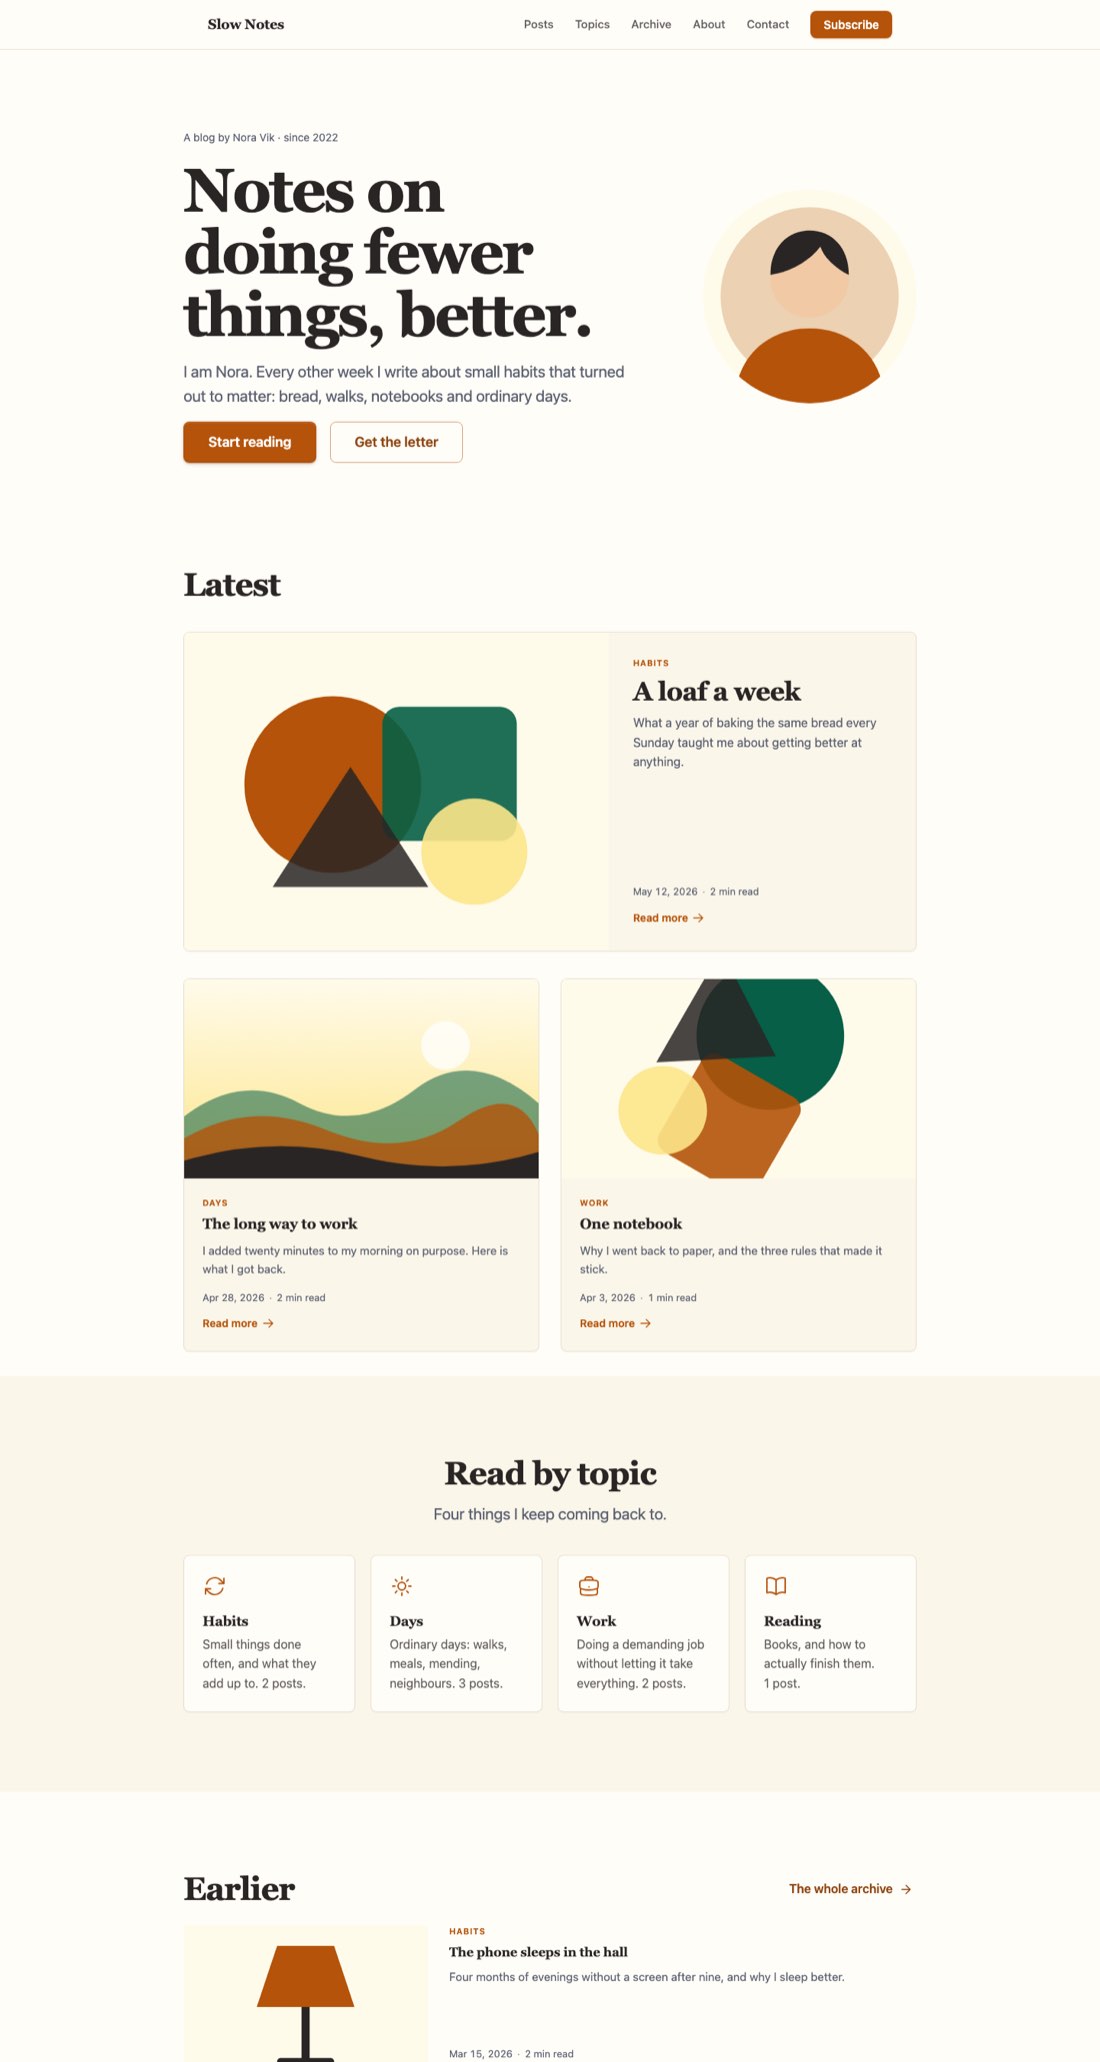 Slow Notes
Posts
Topics
Archive
About
Contact
Subscribe
A blog by Nora Vik · since 2022
Notes on
doing fewer
things, better.
I am Nora. Every other week I write about small habits that turned
out to matter: bread, walks, notebooks and ordinary days.
Start reading
Get the letter
Latest
HABITS
A loaf a week
What a year of baking the same bread every
Sunday taught me about getting better at
anything.
May 12, 2026 · 2 min read
Read more →
DAYS
The long way to work
I added twenty minutes to my morning on purpose. Here is
what I got back.
Apr 28, 2026 · 2 min read
Read more →
WORK
One notebook
Why I went back to paper, and the three rules that made it
stick.
Apr 3, 2026 · 1 min read
Read more →
Read by topic
Four things I keep coming back to.
Habits
Small things done
often, and what they
add up to. 2 posts.
Days
Ordinary days: walks,
meals, mending,
neighbours. 3 posts.
Work
Doing a demanding job
without letting it take
everything. 2 posts.
Reading
Books, and how to
actually finish them.
1 post.
Earlier
The whole archive →
HABITS
The phone sleeps in the hall
Four months of evenings without a screen after nine, and why I sleep better.
Mar 15, 2026 · 2 min read